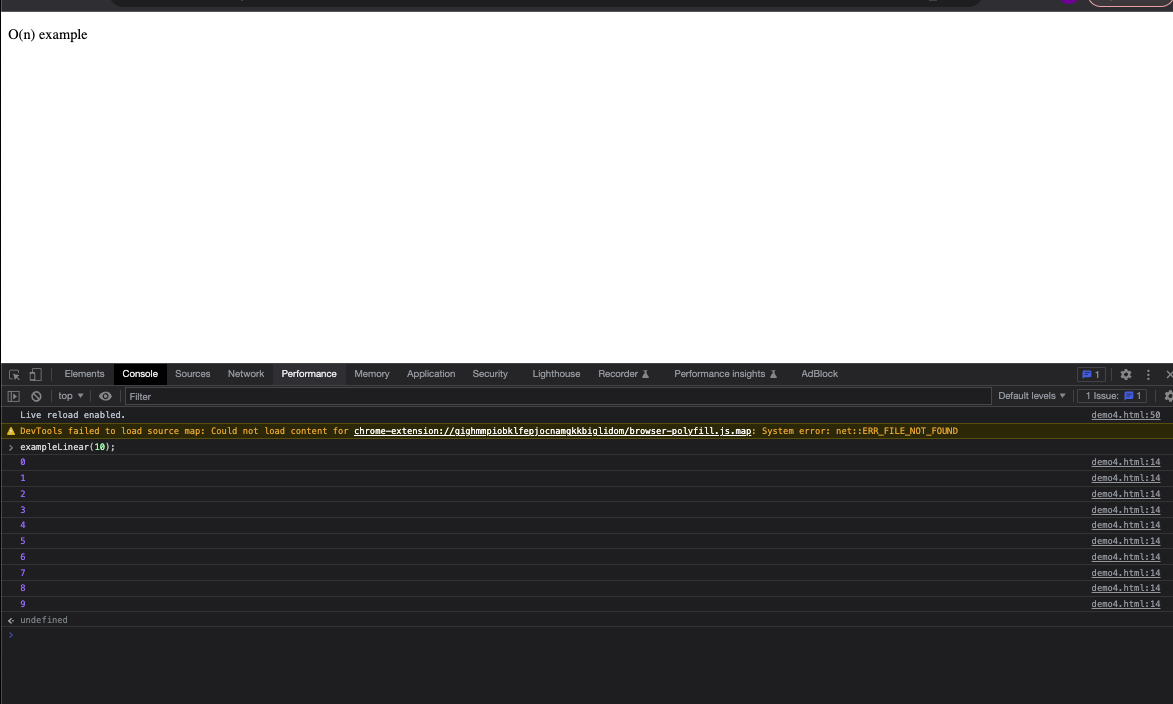 exampleLinear
O(n) example
Elements Console Sources Network Performance Memory Application Security Lighthouse Recorder Performance insights AdBlock 1
top Filter Default levels 1 Issue: 1
Live reload enabled. demo4.html:50
DevTools failed to load source map: Could not load content for chrome-extension://gighmmpiobklfepjocnamgkkbiglidom/browser-polyfill.js.map: System error: net::ERR_FILE_NOT_FOUND
exampleLinear(10);
0 demo4.html:14
1 demo4.html:14
2 demo4.html:14
3 demo4.html:14
4 demo4.html:14
5 demo4.html:14
6 demo4.html:14
7 demo4.html:14
8 demo4.html:14
9 demo4.html:14
undefined